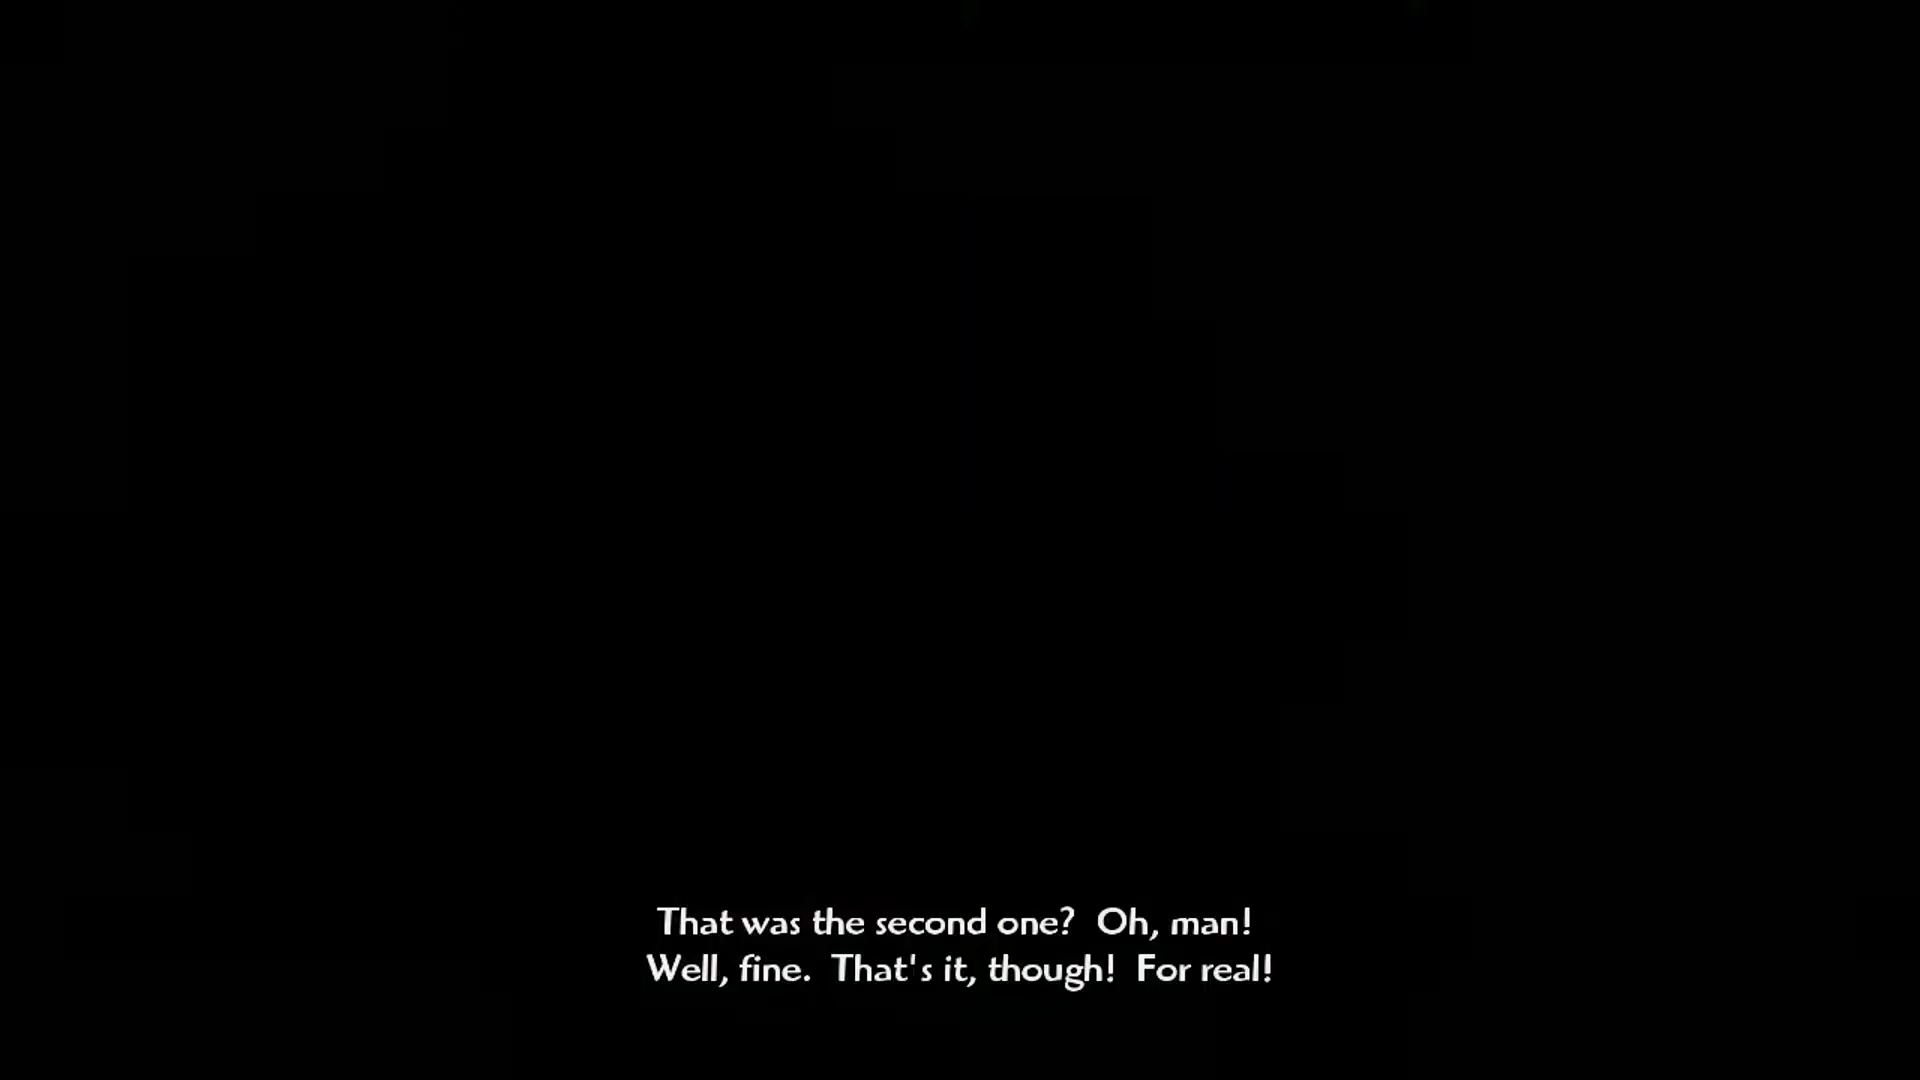 That was the second one?  Oh, man!
Well, fine.  That's it, though!  For real!